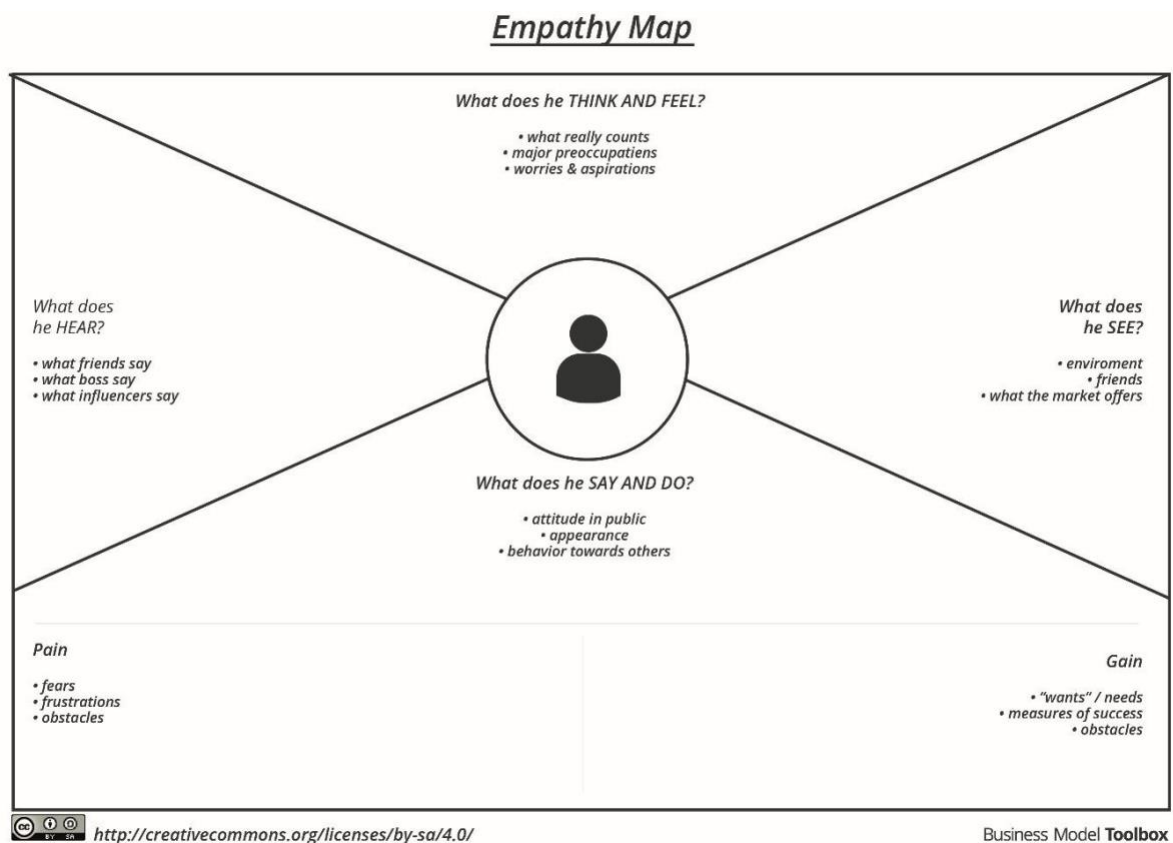 Empathy Map
What does he THINK AND FEEL?
• what really counts
• major preoccupatiens
• worries & aspirations
What does
he HEAR?
• what friends say
• what boss say
• what influencers say
What does
he SEE?
• enviroment
• friends
• what the market offers
What does he SAY AND DO?
• attitude in public
• appearance
• behavior towards others
Pain
• fears
• frustrations
• obstacles
Gain
• "wants" / needs
• measures of success
• obstacles
cc BY SA http://creativecommons.org/licenses/by-sa/4.0/
Business Model Toolbox